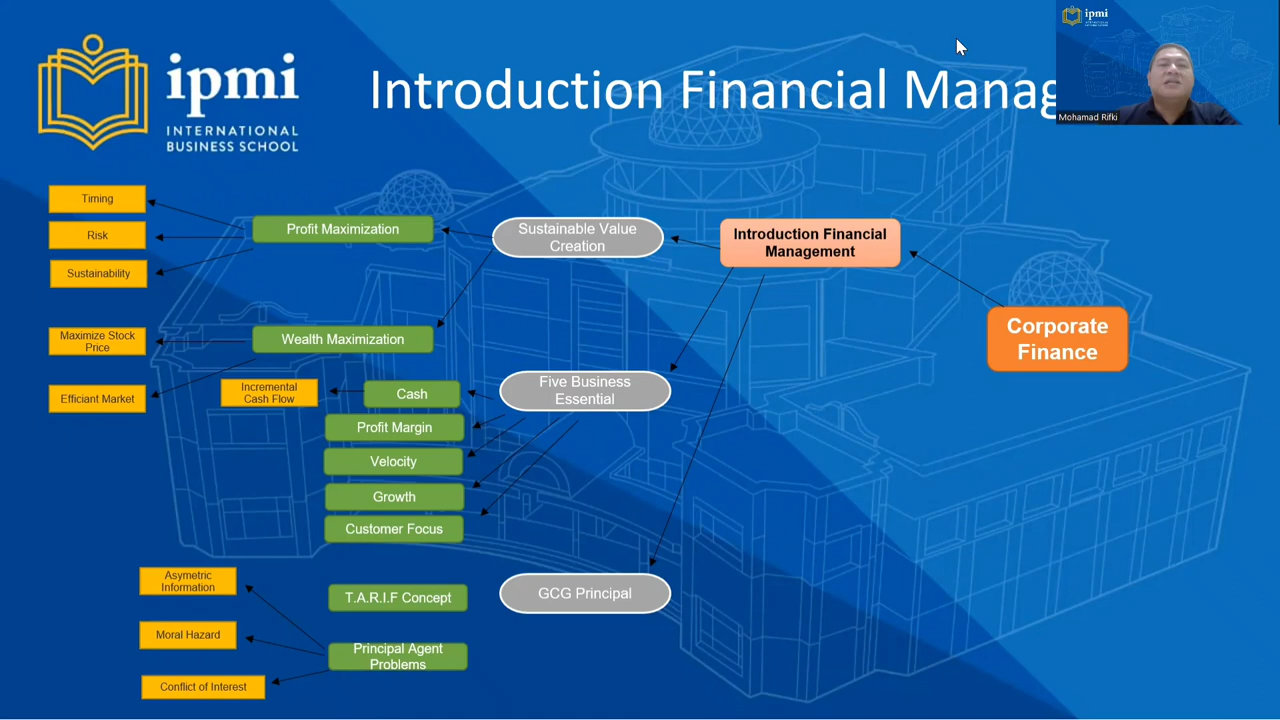 ipmi
INTERNATIONAL
BUSINESS SCHOOL
Introduction Financial Manag
ipmi
Mohamad Rifki
Timing
Risk
Sustainability
Profit Maximization
Sustainable Value
Creation
Introduction Financial
Management
Corporate
Finance
Maximize Stock
Price
Efficiant Market
Wealth Maximization
Incremental
Cash Flow
Cash
Five Business
Essential
Profit Margin
Velocity
Growth
Customer Focus
Asymetric
Information
Moral Hazard
Conflict of Interest
T.A.R.I.F Concept
Principal Agent
Problems
GCG Principal